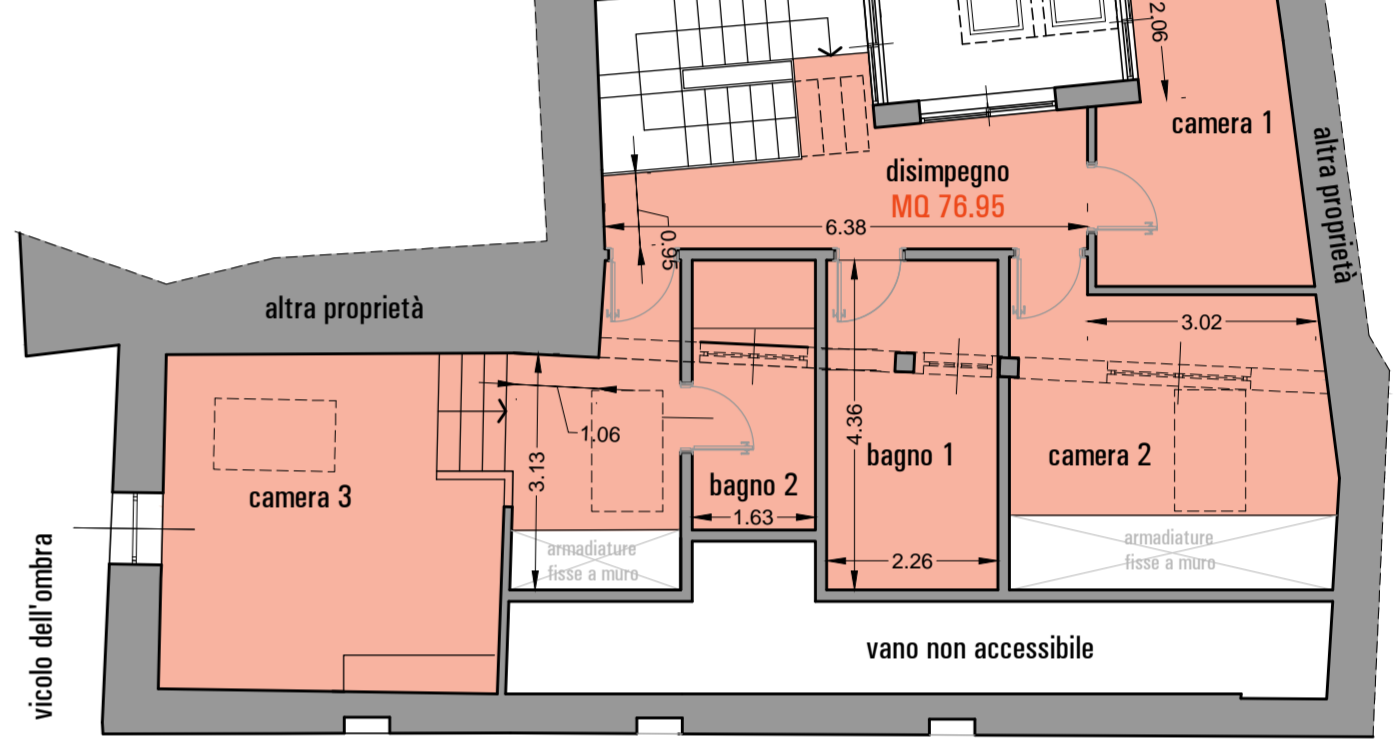 2.06
camera 1
altra proprietà
disimpegno
MQ 76.95
6.38
0.95
altra proprietà
3.02
1.06
3.13
4.36
camera 3
bagno 2
1.63
bagno 1
camera 2
armadiature
fisse a muro
2.26
armadiature
fisse a muro
vano non accessibile
vicolo dell'ombra